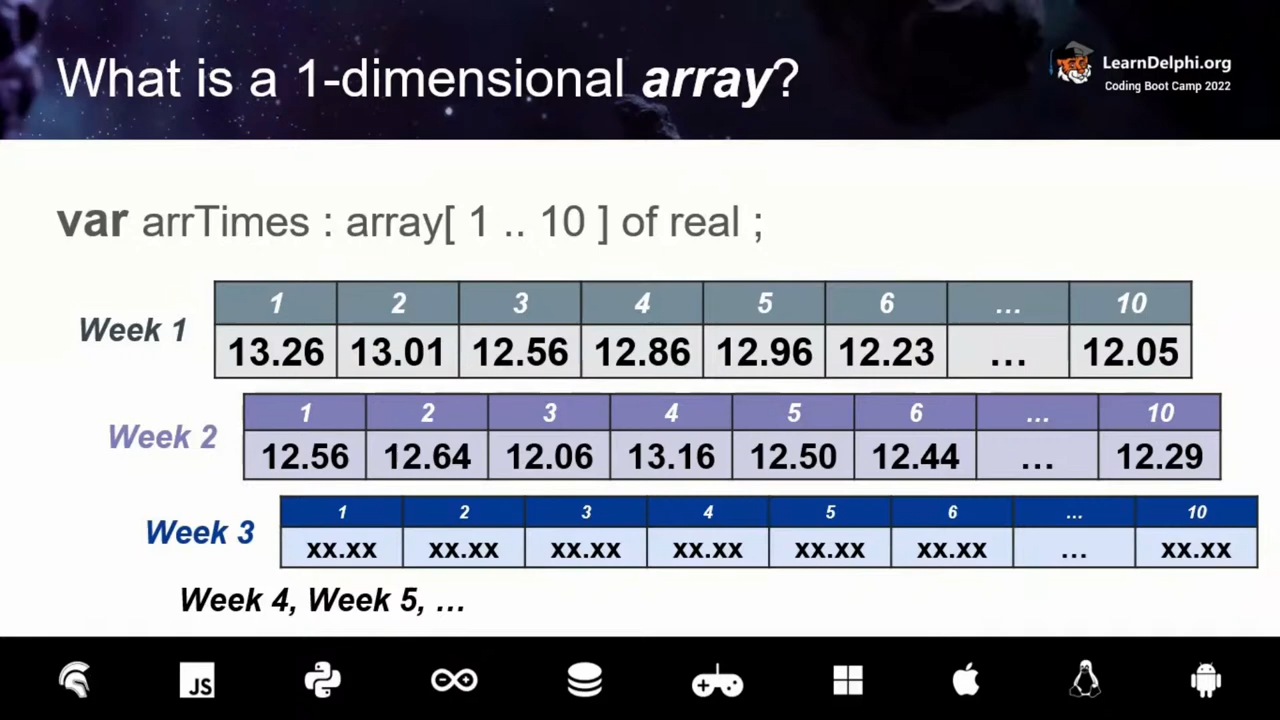 What is a 1-dimensional array?
LearnDelphi.org
Coding Boot Camp 2022
var arrTimes : array[ 1 .. 10 ] of real ;
Week 1
1 2 3 4 5 6 ... 10
13.26 13.01 12.56 12.86 12.96 12.23 ... 12.05
Week 2
1 2 3 4 5 6 ... 10
12.56 12.64 12.06 13.16 12.50 12.44 ... 12.29
Week 3
1 2 3 4 5 6 ... 10
xx.xx xx.xx xx.xx xx.xx xx.xx xx.xx ... xx.xx
Week 4, Week 5, ...
JS